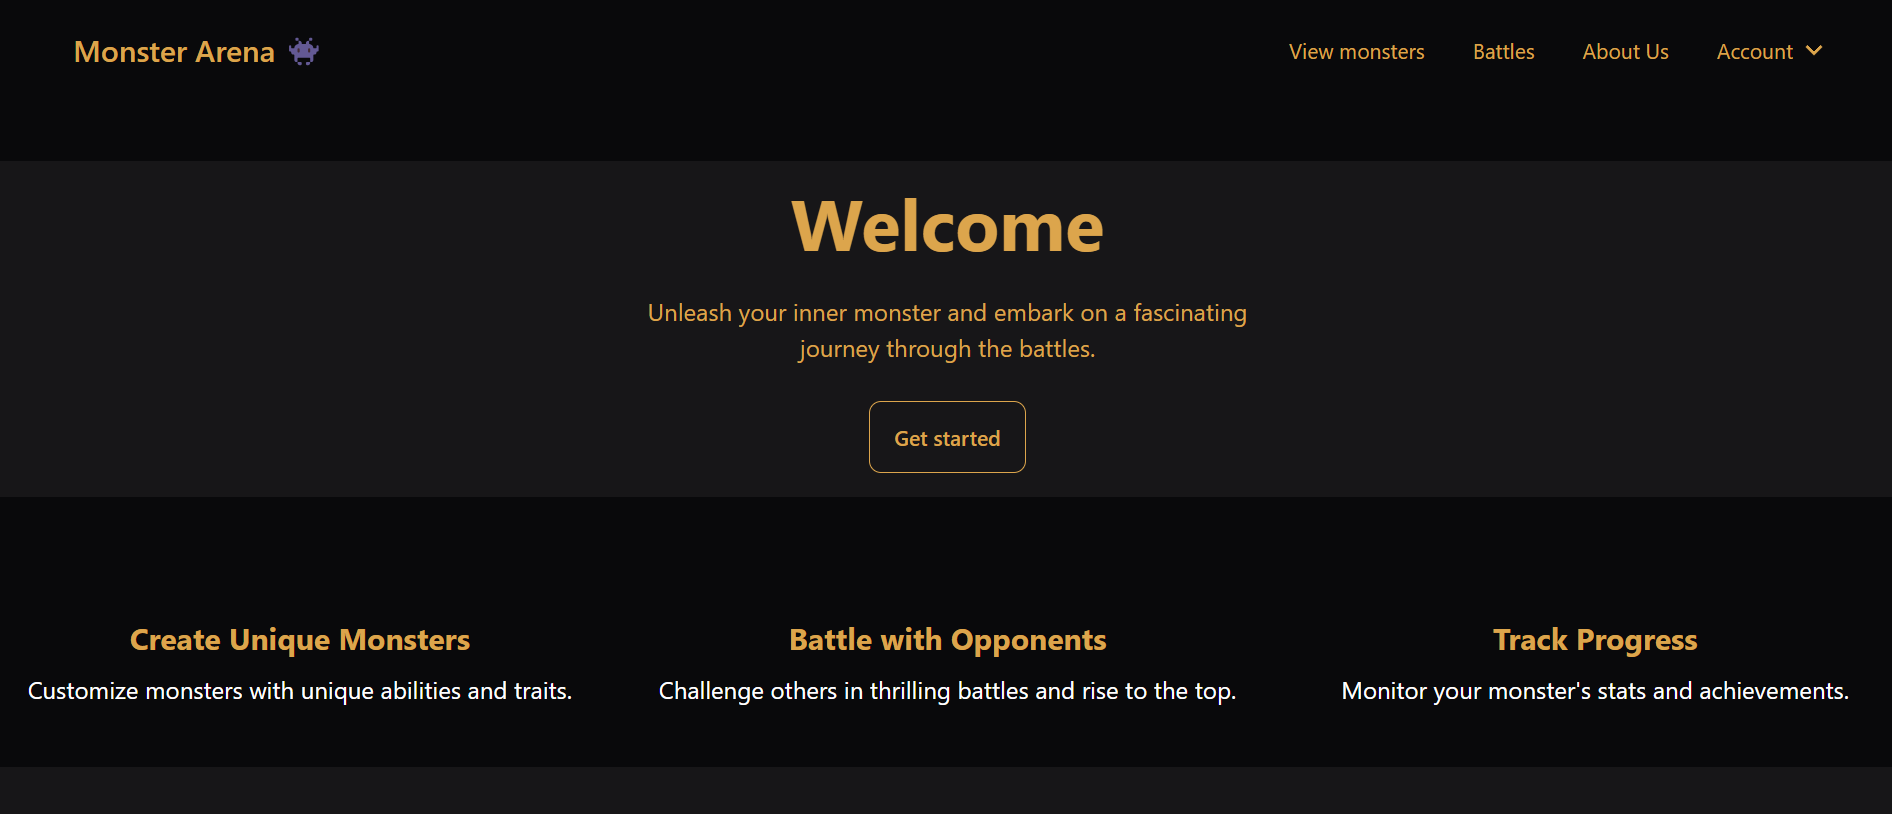 Monster Arena 👾
View monsters Battles About Us Account
Welcome
Unleash your inner monster and embark on a fascinating
journey through the battles.
Get started
Create Unique Monsters
Customize monsters with unique abilities and traits.
Battle with Opponents
Challenge others in thrilling battles and rise to the top.
Track Progress
Monitor your monster's stats and achievements.